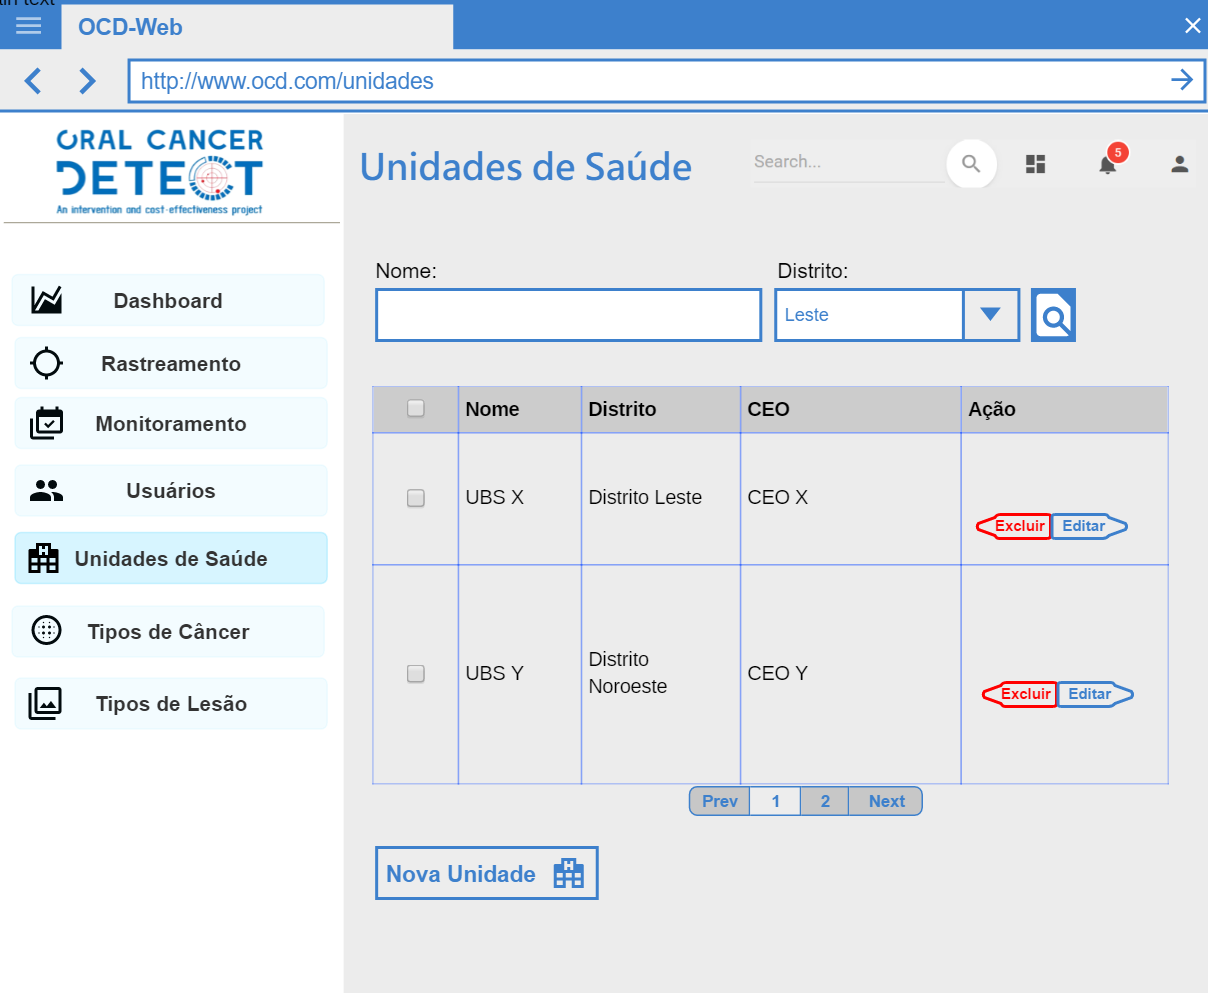 OCD-Web
http://www.ocd.com/unidades
ORAL CANCER
DETECT
An intervention and cost-effectiveness project
Unidades de Saúde
Search...
5
Dashboard
Rastreamento
Monitoramento
Usuários
Unidades de Saúde
Tipos de Câncer
Tipos de Lesão
Nome:
Distrito:
Leste
Nome Distrito CEO Ação
UBS X Distrito Leste CEO X
Excluir Editar
UBS Y Distrito Noroeste CEO Y
Excluir Editar
Prev 1 2 Next
Nova Unidade